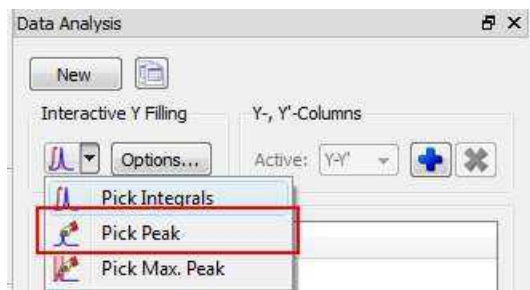 Data Analysis
New
Interactive Y Filling
Y-, Y'-Columns
Options...
Active: Y-Y'
Pick Integrals
Pick Peak
Pick Max. Peak